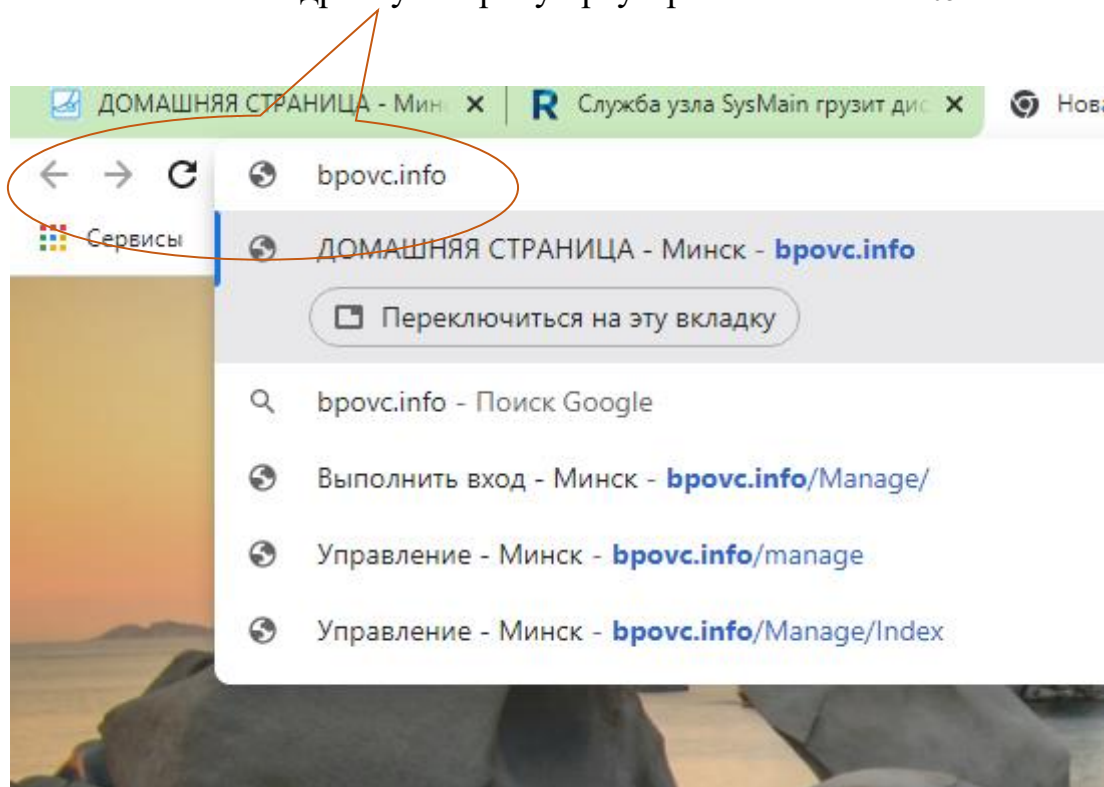 ДОМАШНЯЯ СТРАНИЦА - Мин
Служба узла SysMain грузит дис
Нова
bpovc.info
Сервисы
ДОМАШНЯЯ СТРАНИЦА - Минск - bpovc.info
Переключиться на эту вкладку
bpovc.info - Поиск Google
Выполнить вход - Минск - bpovc.info/Manage/
Управление - Минск - bpovc.info/manage
Управление - Минск - bpovc.info/Manage/Index